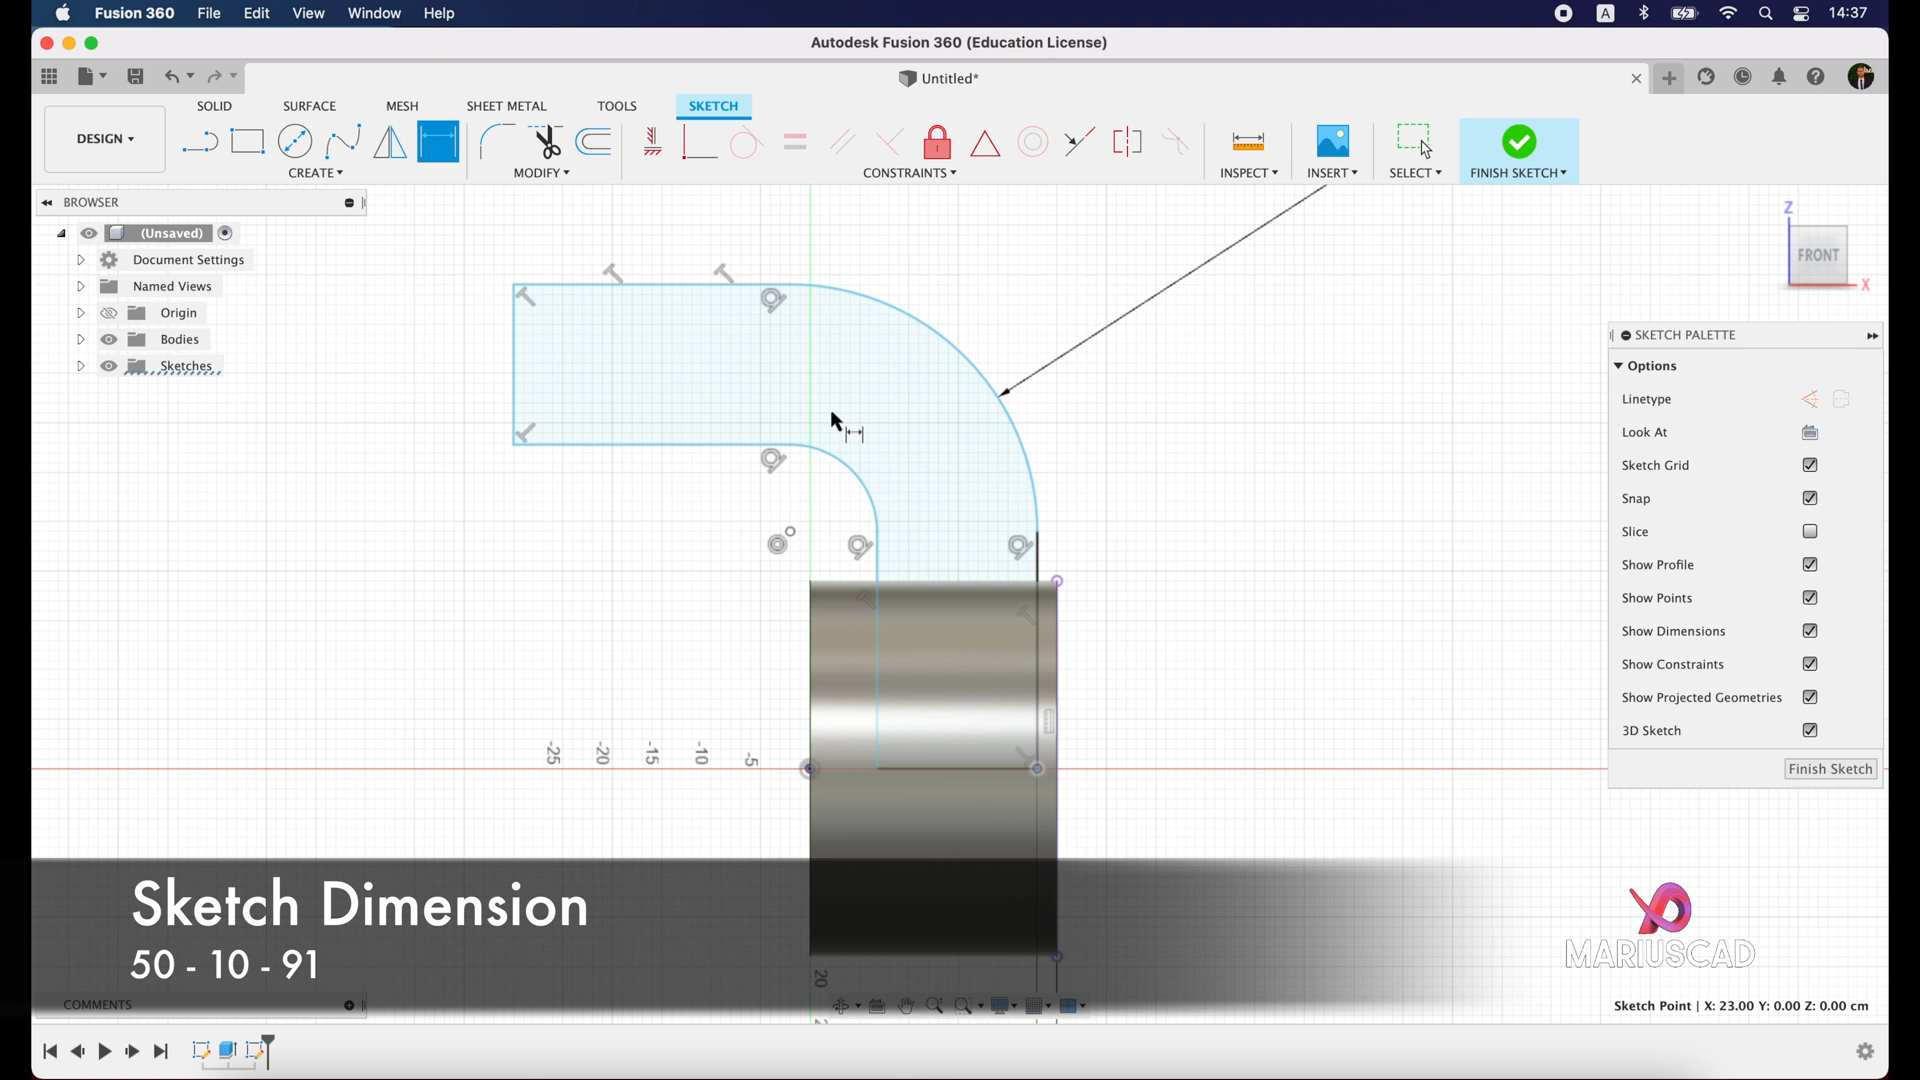 Fusion 360 File Edit View Window Help A 14:37
Autodesk Fusion 360 (Education License)
Untitled*
SOLID SURFACE MESH SHEET METAL TOOLS SKETCH
DESIGN
CREATE MODIFY CONSTRAINTS INSPECT INSERT SELECT FINISH SKETCH
BROWSER
(Unsaved)
Document Settings
Named Views
Origin
Bodies
Sketches
Z
FRONT
X
SKETCH PALETTE
Options
Linetype
Look At
Sketch Grid
Snap
Slice
Show Profile
Show Points
Show Dimensions
Show Constraints
Show Projected Geometries
3D Sketch
Finish Sketch
-25 -20 -15 -10 -5
20
Sketch Dimension
50 - 10 - 91
MARIUSCAD
COMMENTS
Sketch Point | X: 23.00 Y: 0.00 Z: 0.00 cm